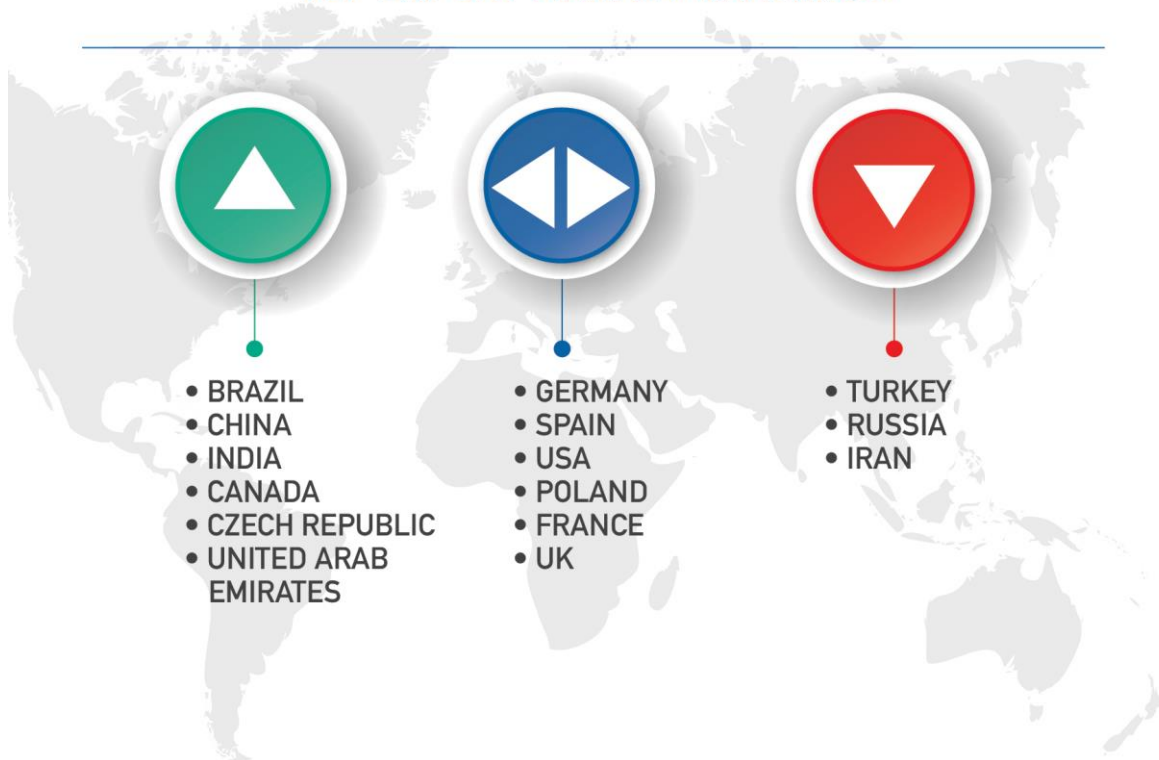 • BRAZIL
• CHINA
• INDIA
• CANADA
• CZECH REPUBLIC
• UNITED ARAB
EMIRATES
• GERMANY
• SPAIN
• USA
• POLAND
• FRANCE
• UK
• TURKEY
• RUSSIA
• IRAN